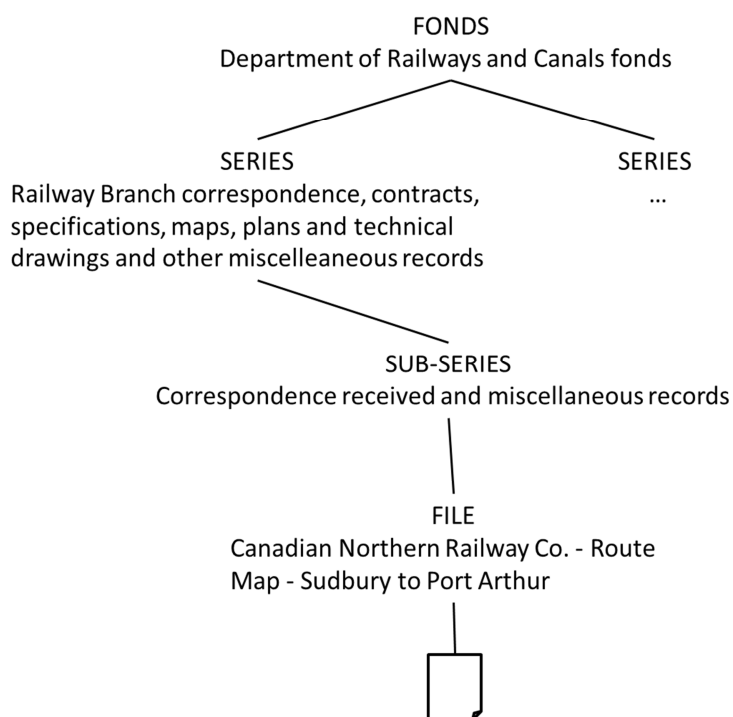 FONDS
Department of Railways and Canals fonds
SERIES
Railway Branch correspondence, contracts,
specifications, maps, plans and technical
drawings and other miscelleaneous records
SERIES
...
SUB-SERIES
Correspondence received and miscellaneous records
FILE
Canadian Northern Railway Co. - Route
Map - Sudbury to Port Arthur